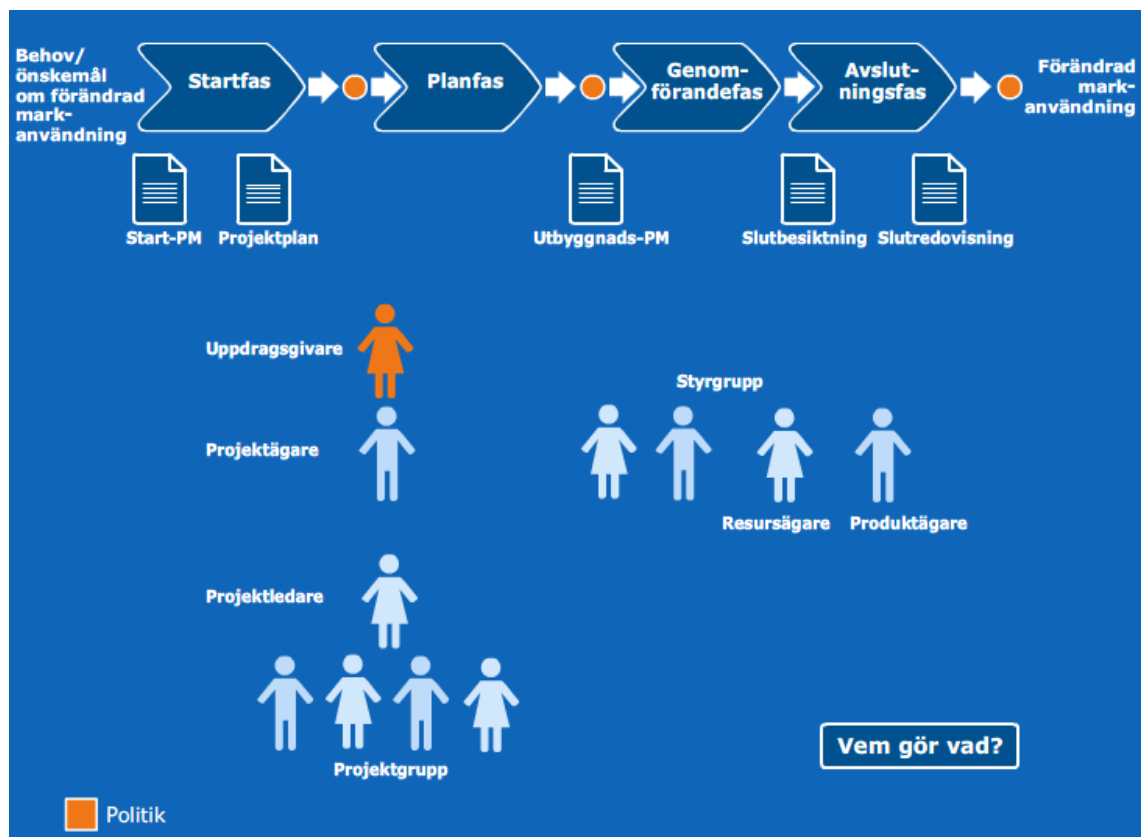 Behov/
önskemål
om förändrad
mark-
användning
Startfas
Planfas
Genom-
förandefas
Avslut-
ningsfas
Förändrad
mark-
användning
Start-PM
Projektplan
Utbyggnads-PM
Slutbesiktning
Slutredovisning
Uppdragsgivare
Styrgrupp
Projektägare
Resursägare
Produktägare
Projektledare
Projektgrupp
Vem gör vad?
Politik